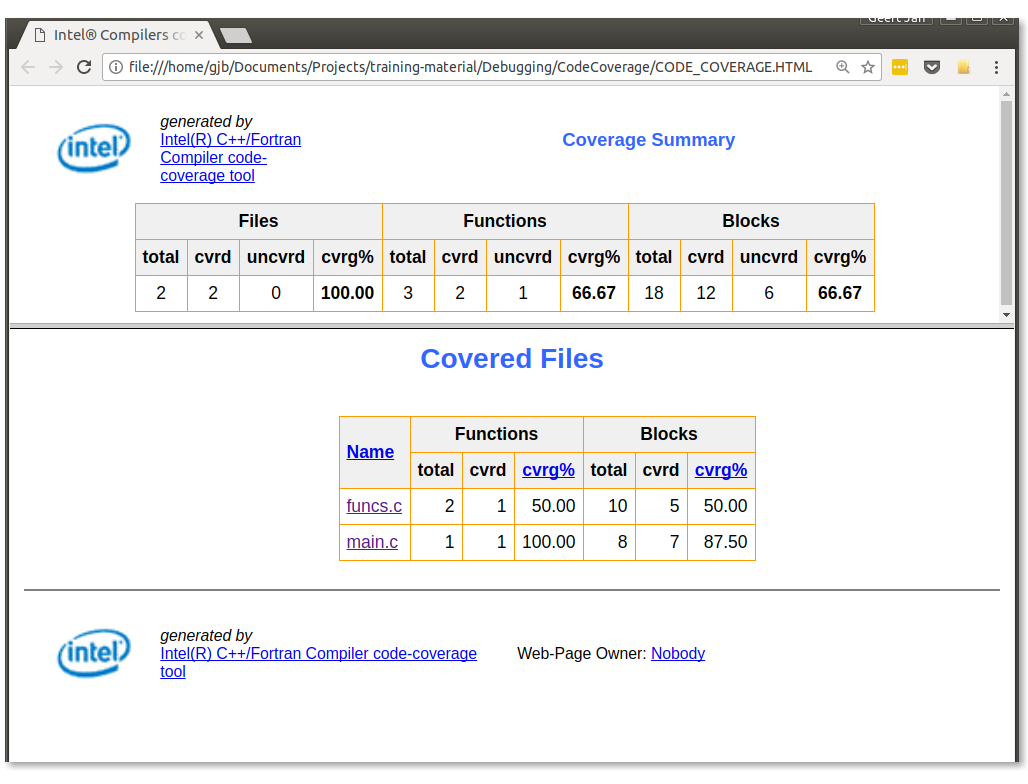 Geert Jan
Intel® Compilers co
file:///home/gjb/Documents/Projects/training-material/Debugging/CodeCoverage/CODE_COVERAGE.HTML
intel
generated by
Intel(R) C++/Fortran
Compiler code-
coverage tool
Coverage Summary
Files Functions Blocks
total cvrd uncvrd cvrg% total cvrd uncvrd cvrg% total cvrd uncvrd cvrg%
2 2 0 100.00 3 2 1 66.67 18 12 6 66.67
Covered Files
Name Functions Blocks
total cvrd cvrg% total cvrd cvrg%
funcs.c 2 1 50.00 10 5 50.00
main.c 1 1 100.00 8 7 87.50
intel
generated by
Intel(R) C++/Fortran Compiler code-coverage
tool
Web-Page Owner: Nobody